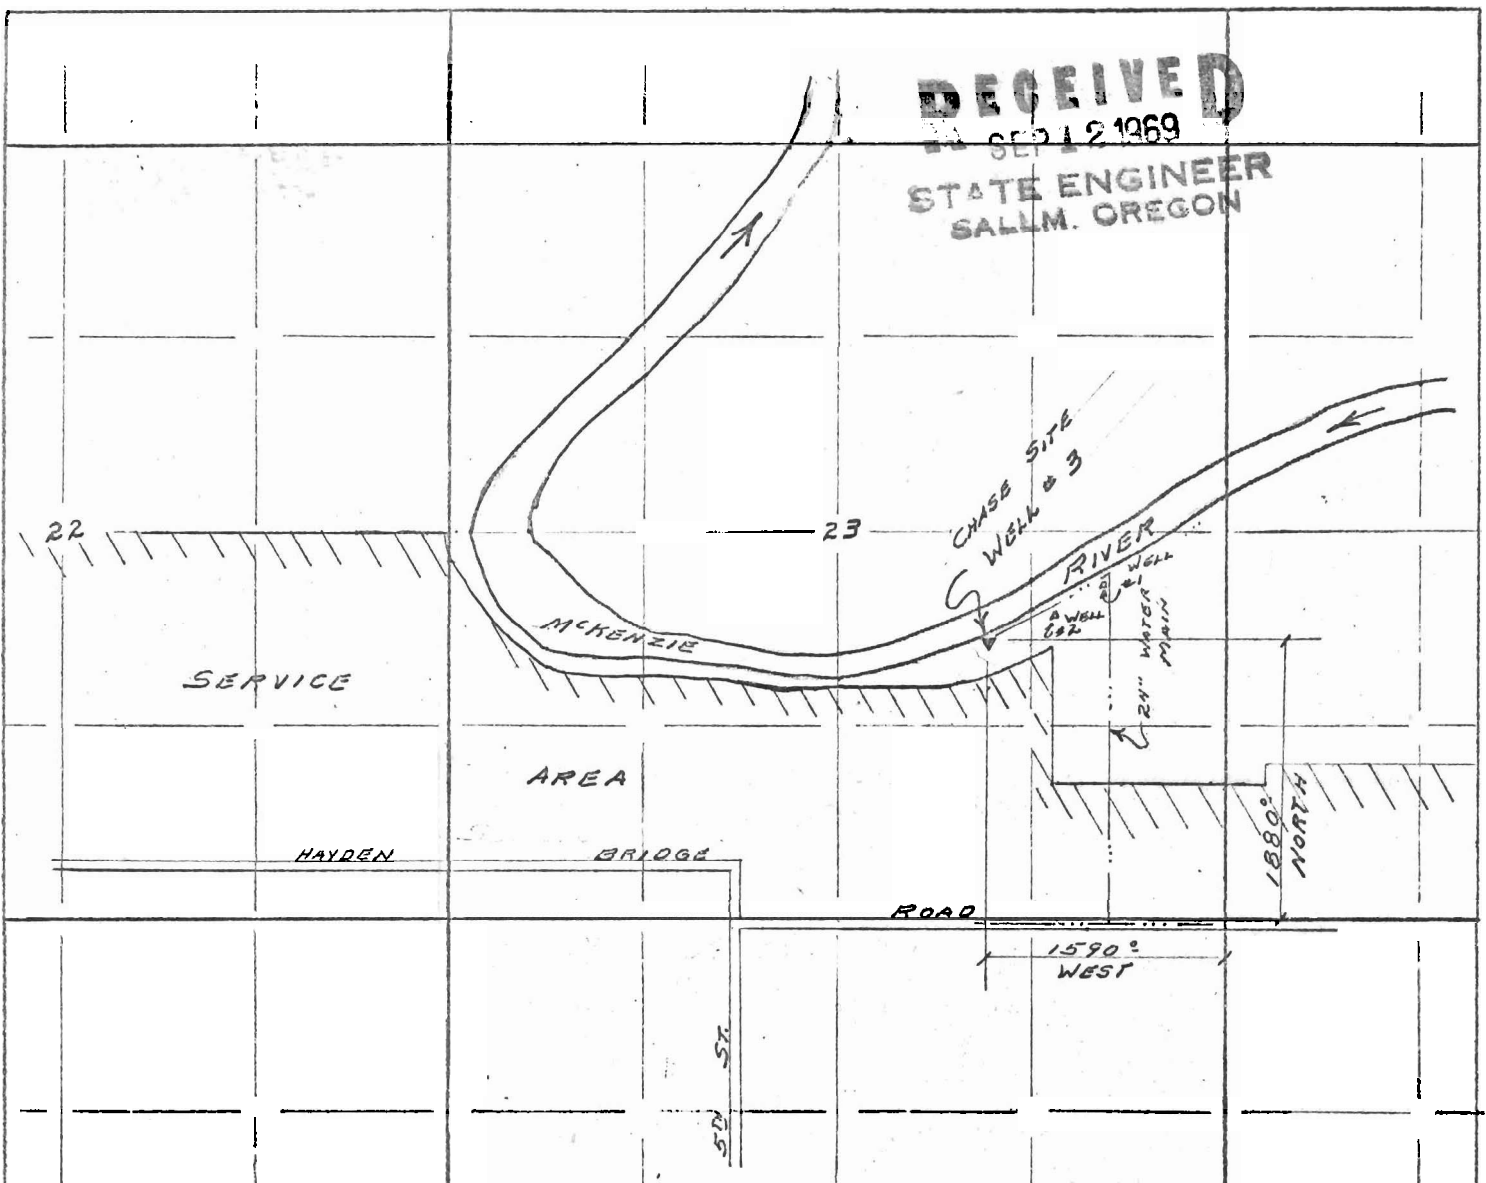 RECEIVED
SEP 12 1969
STATE ENGINEER
SALLM. OREGON
CHASE SITE
WELL # 3
22
23
RIVER
WELL
#1
WELL
#2
24" WATER
MAIN
McKENZIE
SERVICE
AREA
1880°
NORTH
HAYDEN BRIDGE
ROAD
1590°
WEST
5TH ST.